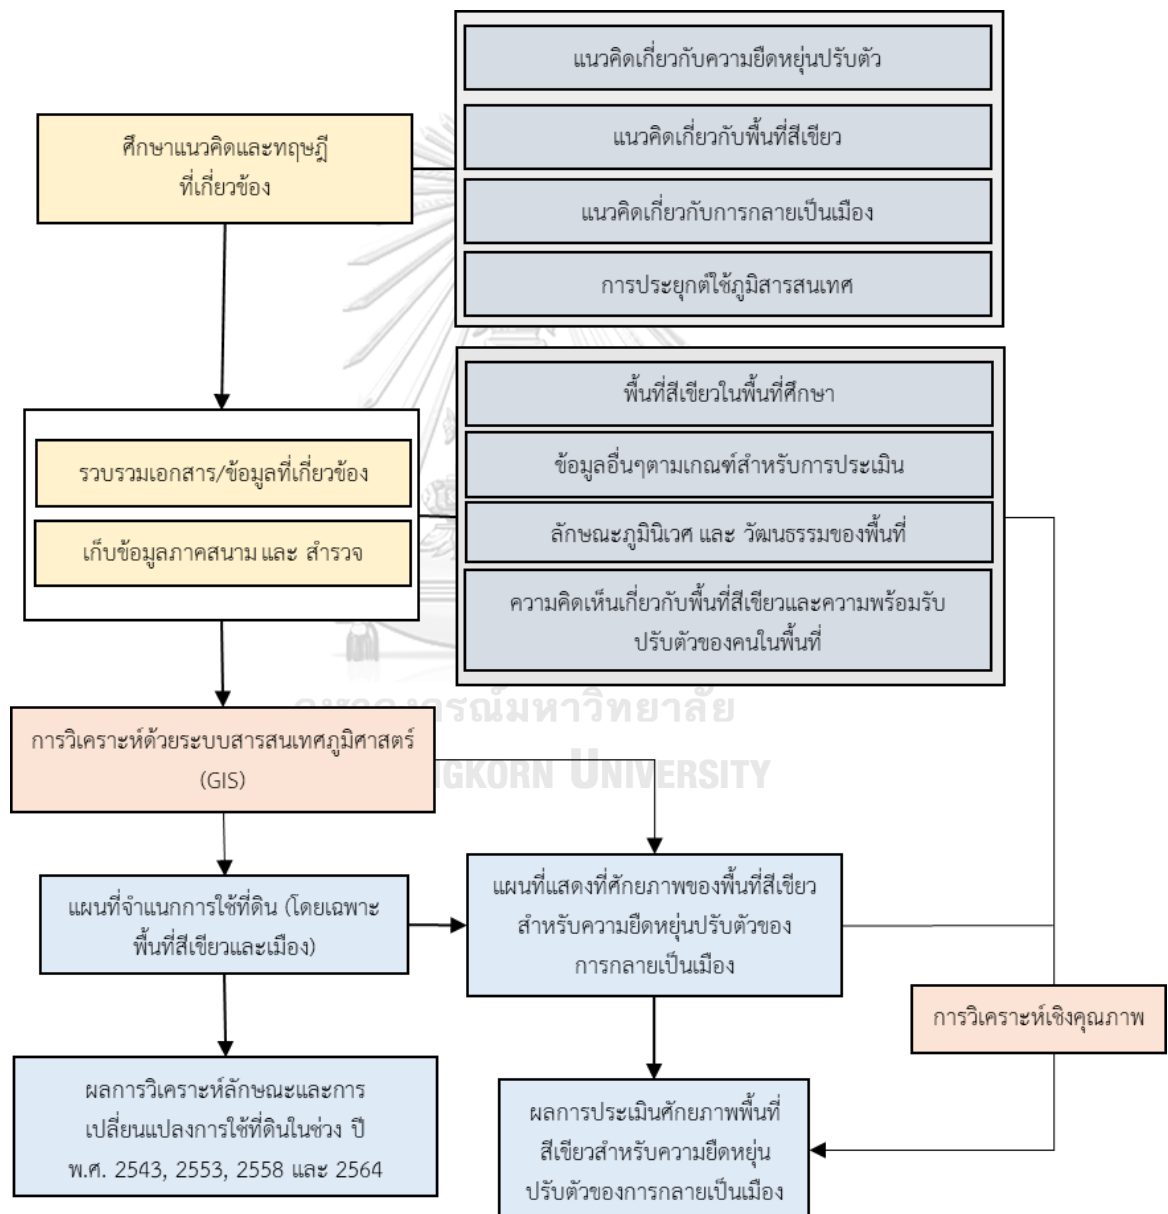 แนวคิดเกี่ยวกับความยืดหยุ่นปรับตัว
ศึกษาแนวคิดและทฤษฎี
ที่เกี่ยวข้อง
แนวคิดเกี่ยวกับพื้นที่สีเขียว
แนวคิดเกี่ยวกับการกลายเป็นเมือง
การประยุกต์ใช้ภูมิสารสนเทศ
พื้นที่สีเขียวในพื้นที่ศึกษา
รวบรวมเอกสาร/ข้อมูลที่เกี่ยวข้อง
เก็บข้อมูลภาคสนาม และ สำรวจ
ข้อมูลอื่นๆตามเกณฑ์สำหรับการประเมิน
ลักษณะภูมินิเวศ และ วัฒนธรรมของพื้นที่
ความคิดเห็นเกี่ยวกับพื้นที่สีเขียวและความพร้อมรับ
ปรับตัวของคนในพื้นที่
รณ์มหาวิทยาลัย
GKORN UNIVERSITY
การวิเคราะห์ด้วยระบบสารสนเทศภูมิศาสตร์
(GIS)
แผนที่จำแนกการใช้ที่ดิน (โดยเฉพาะ
พื้นที่สีเขียวและเมือง)
แผนที่แสดงที่ศักยภาพของพื้นที่สีเขียว
สำหรับความยืดหยุ่นปรับตัวของ
การกลายเป็นเมือง
การวิเคราะห์เชิงคุณภาพ
ผลการวิเคราะห์ลักษณะและการ
เปลี่ยนแปลงการใช้ที่ดินในช่วง ปี
พ.ศ. 2543, 2553, 2558 และ 2564
ผลการประเมินศักยภาพพื้นที่
สีเขียวสำหรับความยืดหยุ่น
ปรับตัวของการกลายเป็นเมือง